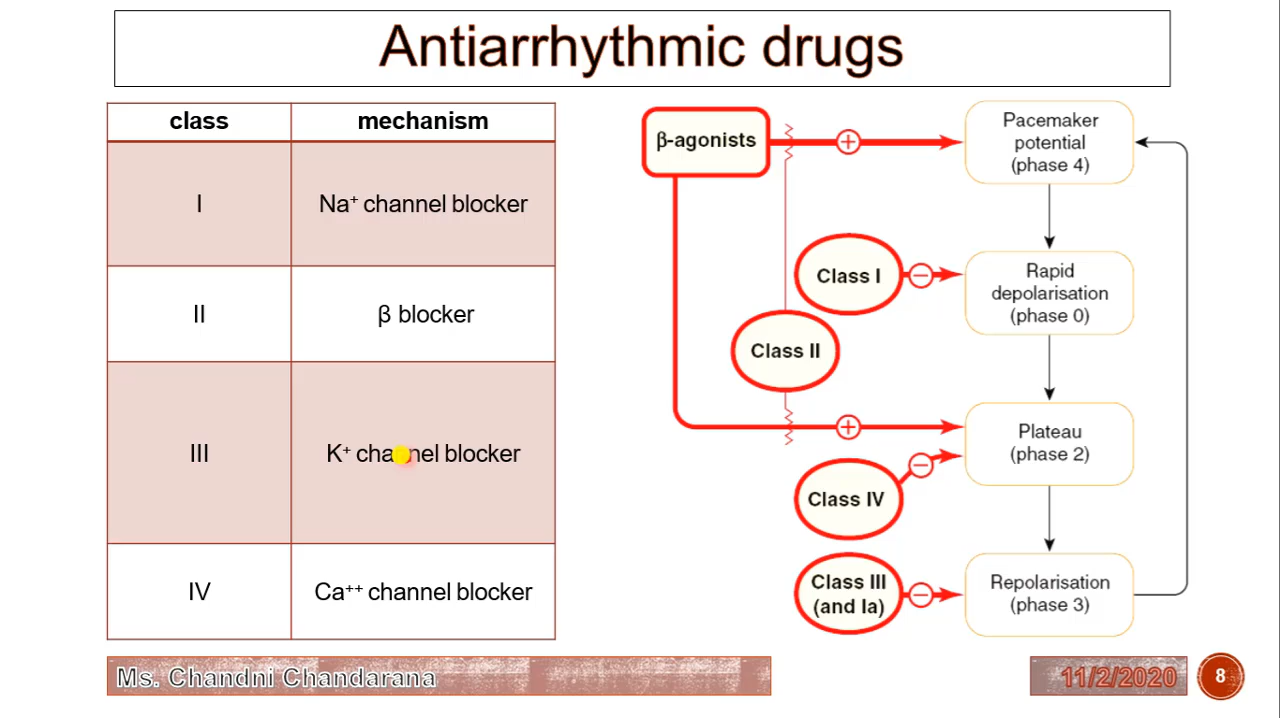 Antiarrhythmic drugs
class mechanism
I Na⁺ channel blocker
II β blocker
III K⁺ channel blocker
IV Ca⁺⁺ channel blocker
β-agonists
+
Pacemaker
potential
(phase 4)
Class I
−
Rapid
depolarisation
(phase 0)
Class II
+
Plateau
(phase 2)
Class IV
−
Class III
(and Ia)
−
Repolarisation
(phase 3)
Ms. Chandni Chandarana
11/2/2020
8